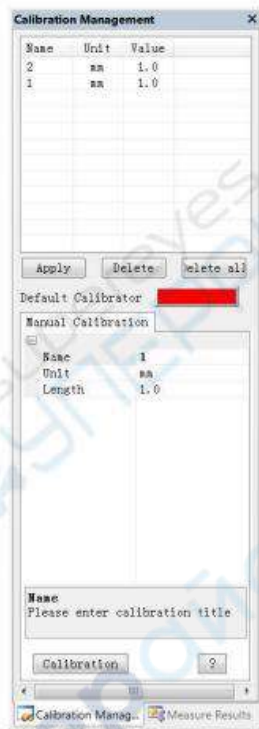 Calibration Management ×
Name Unit Value
2 mm 1.0
1 mm 1.0
Apply Delete elete all
Default Calibrator
Manual Calibration
Name 1
Unit mm
Length 1.0
Name
Please enter calibration title
Calibration ?
Calibration Manag... Measure Results